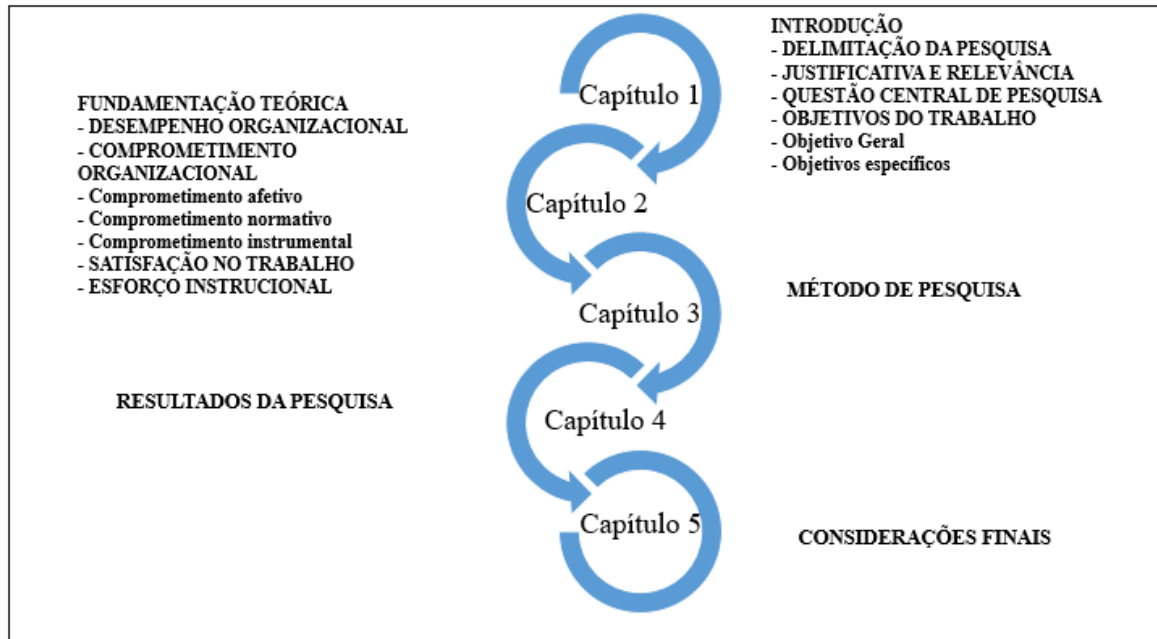 Capítulo 1
INTRODUÇÃO
- DELIMITAÇÃO DA PESQUISA
- JUSTIFICATIVA E RELEVÂNCIA
- QUESTÃO CENTRAL DE PESQUISA
- OBJETIVOS DO TRABALHO
- Objetivo Geral
- Objetivos específicos
FUNDAMENTAÇÃO TEÓRICA
- DESEMPENHO ORGANIZACIONAL
- COMPROMETIMENTO
ORGANIZACIONAL
- Comprometimento afetivo
- Comprometimento normativo
- Comprometimento instrumental
- SATISFAÇÃO NO TRABALHO
- ESFORÇO INSTRUCIONAL
Capítulo 2
Capítulo 3
MÉTODO DE PESQUISA
RESULTADOS DA PESQUISA
Capítulo 4
Capítulo 5
CONSIDERAÇÕES FINAIS